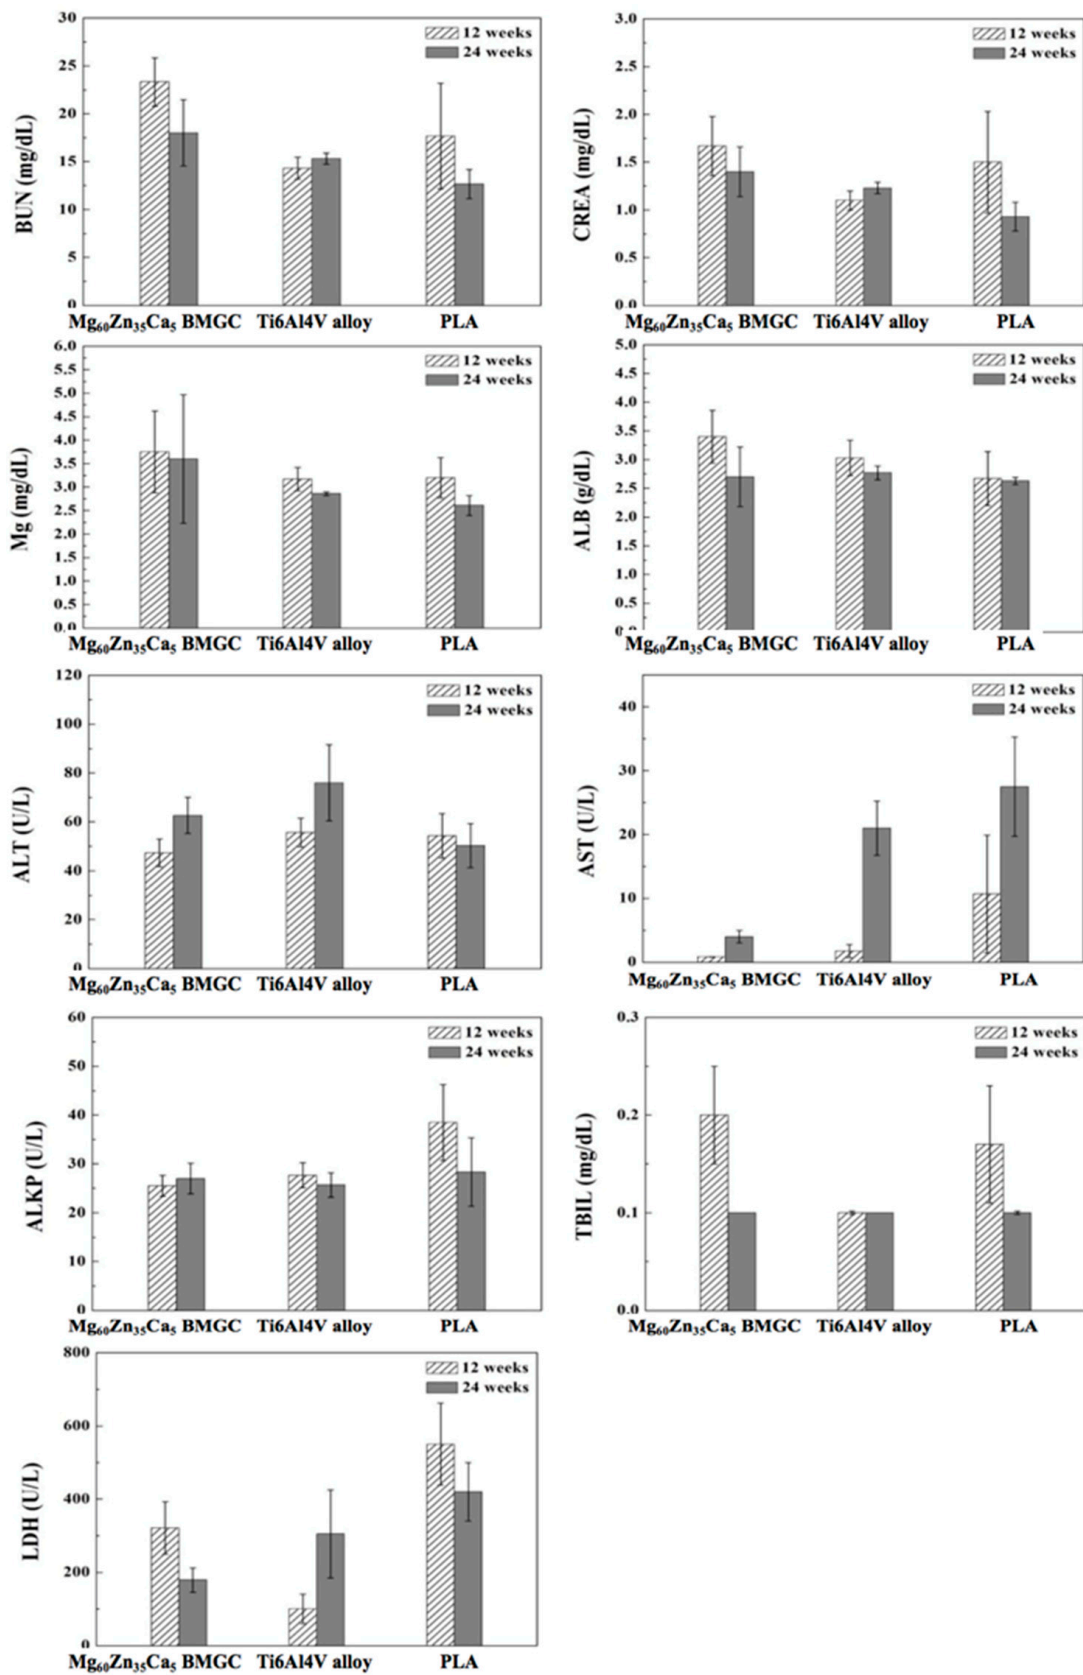 BUN (mg/dL)
30
25
20
15
10
5
0
12 weeks
24 weeks
Mg₆₀Zn₃₅Ca₅ BMGC Ti6Al4V alloy PLA
CREA (mg/dL)
3.0
2.5
2.0
1.5
1.0
0.5
0.0
12 weeks
24 weeks
Mg₆₀Zn₃₅Ca₅ BMGC Ti6Al4V alloy PLA
Mg (mg/dL)
6.0
5.5
5.0
4.5
4.0
3.5
3.0
2.5
2.0
1.5
1.0
0.5
0.0
12 weeks
24 weeks
Mg₆₀Zn₃₅Ca₅ BMGC Ti6Al4V alloy PLA
ALB (g/dL)
5.0
4.5
4.0
3.5
3.0
2.5
2.0
1.5
1.0
0.5
0.0
12 weeks
24 weeks
Mg₆₀Zn₃₅Ca₅ BMGC Ti6Al4V alloy PLA
ALT (U/L)
120
100
80
60
40
20
0
12 weeks
24 weeks
Mg₆₀Zn₃₅Ca₅ BMGC Ti6Al4V alloy PLA
AST (U/L)
40
30
20
10
0
12 weeks
24 weeks
Mg₆₀Zn₃₅Ca₅ BMGC Ti6Al4V alloy PLA
ALKP (U/L)
60
50
40
30
20
10
0
12 weeks
24 weeks
Mg₆₀Zn₃₅Ca₅ BMGC Ti6Al4V alloy PLA
TBIL (mg/dL)
0.3
0.2
0.1
0.0
12 weeks
24 weeks
Mg₆₀Zn₃₅Ca₅ BMGC Ti6Al4V alloy PLA
LDH (U/L)
800
600
400
200
0
12 weeks
24 weeks
Mg₆₀Zn₃₅Ca₅ BMGC Ti6Al4V alloy PLA